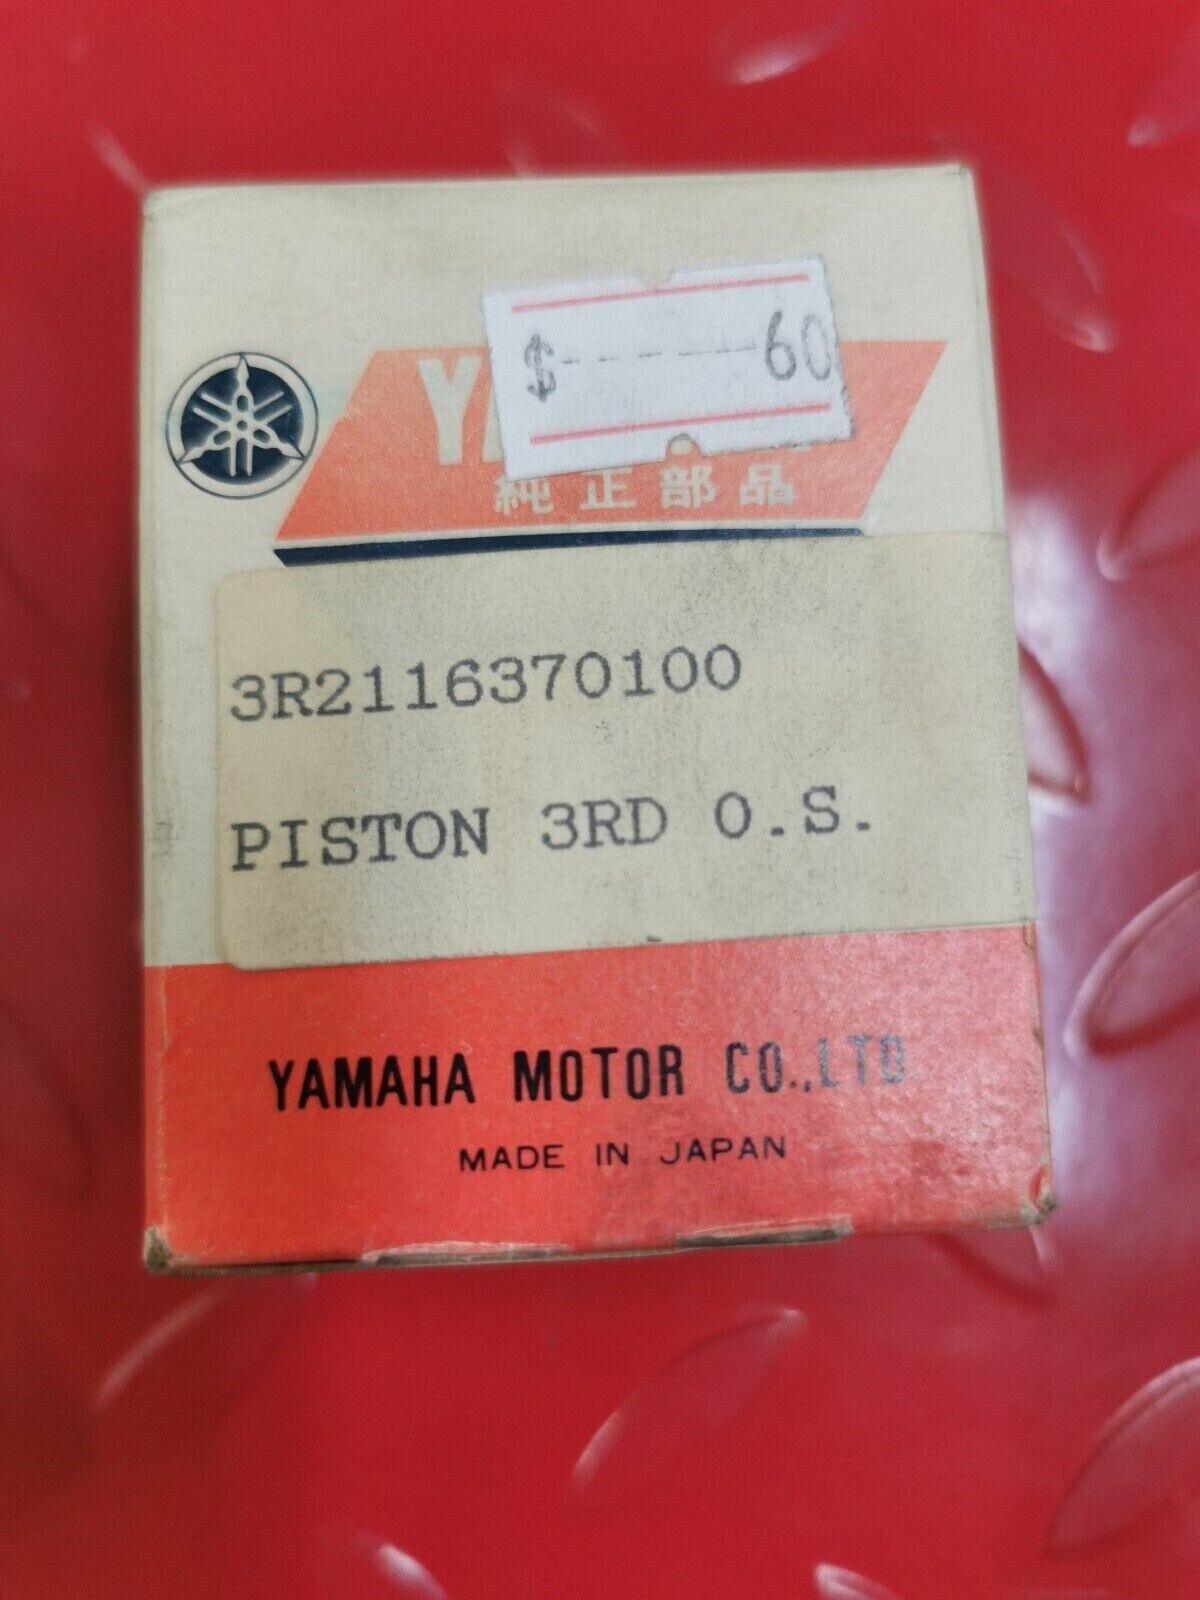 $------60
純正部品
3R2116370100
PISTON 3RD O.S.
YAMAHA MOTOR CO.,LTD.
MADE IN JAPAN